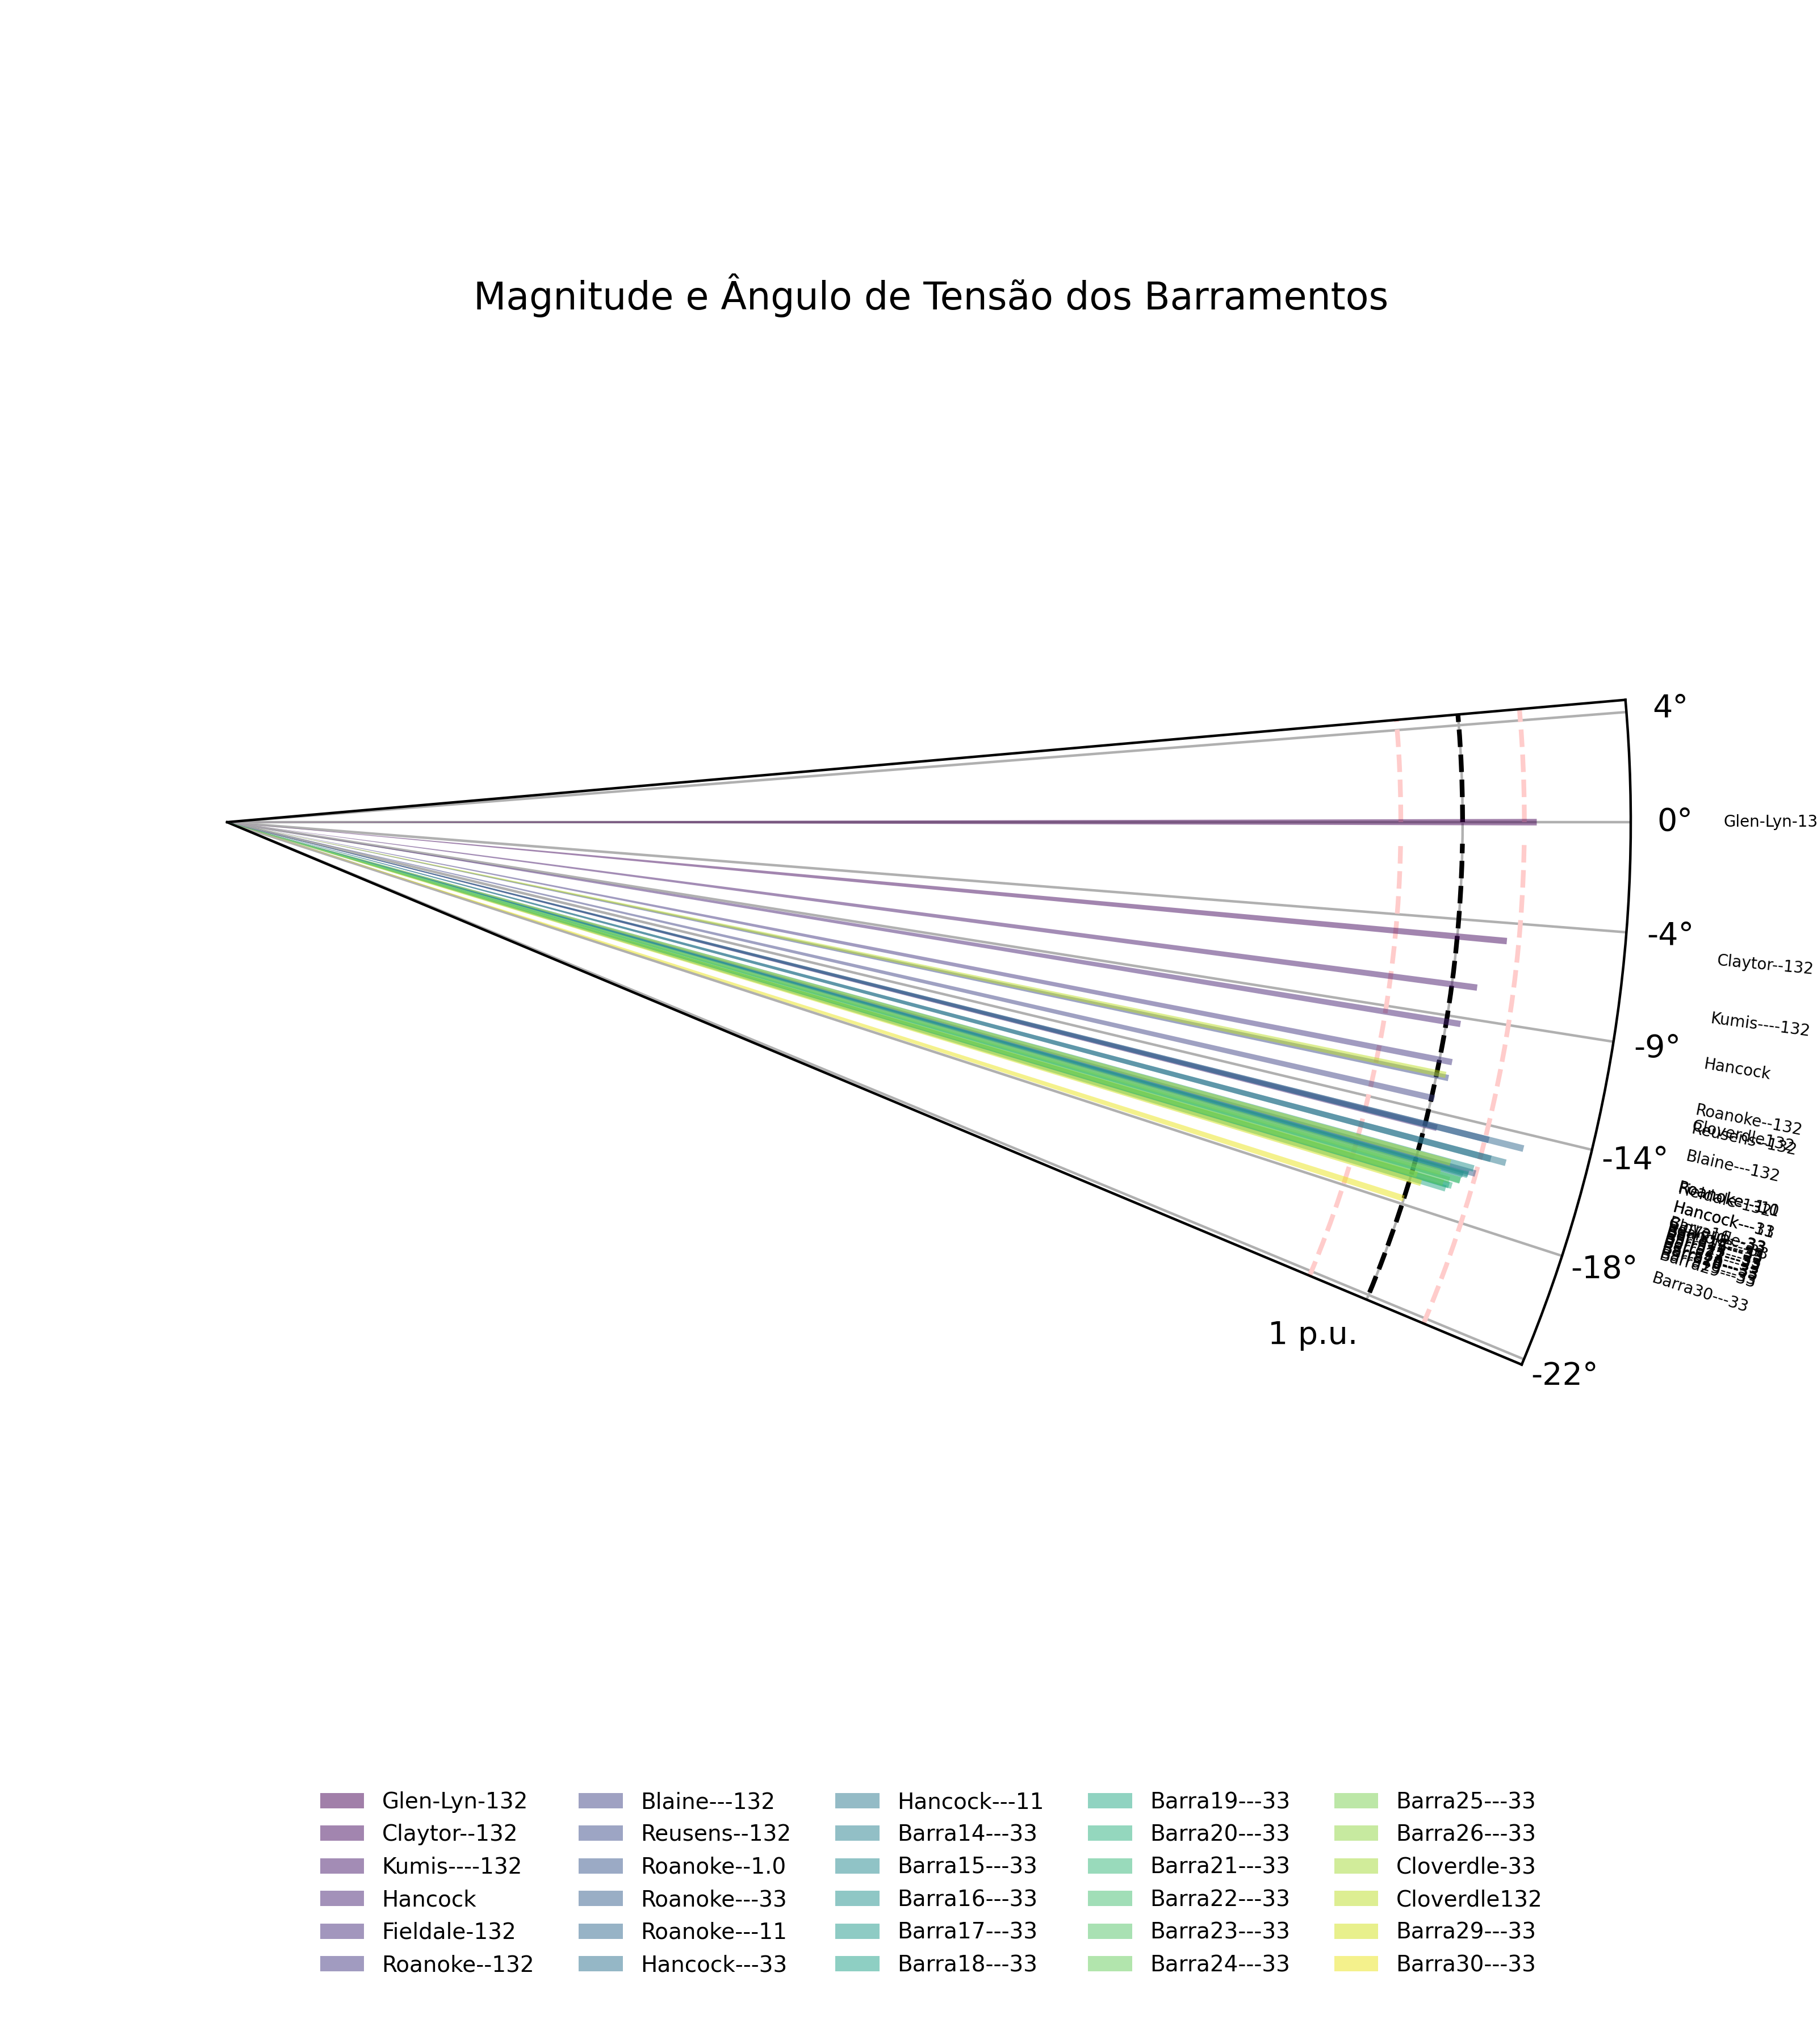 Magnitude e Ângulo de Tensão dos Barramentos
4°
0°
Glen-Lyn-13
-4°
Claytor--132
Kumis----132
-9°
Hancock
Roanoke--132
Cloverdle132
Reusens--132
-14°
Blaine---132
Hancock---33
-18°
Barra30---33
1 p.u.
-22°
Glen-Lyn-132
Claytor--132
Kumis----132
Hancock
Fieldale-132
Roanoke--132
Blaine---132
Reusens--132
Roanoke--1.0
Roanoke---33
Roanoke---11
Hancock---33
Hancock---11
Barra14---33
Barra15---33
Barra16---33
Barra17---33
Barra18---33
Barra19---33
Barra20---33
Barra21---33
Barra22---33
Barra23---33
Barra24---33
Barra25---33
Barra26---33
Cloverdle-33
Cloverdle132
Barra29---33
Barra30---33